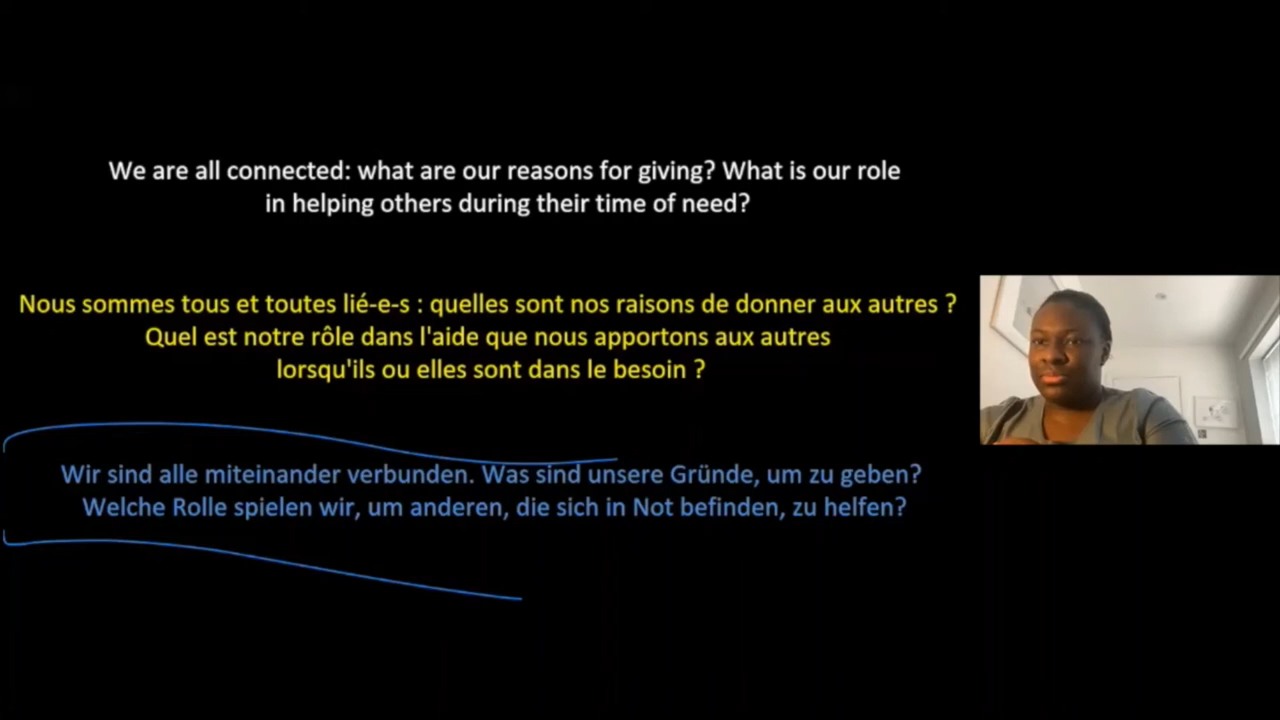 We are all connected: what are our reasons for giving? What is our role
in helping others during their time of need?
Nous sommes tous et toutes lié-e-s : quelles sont nos raisons de donner aux autres ?
Quel est notre rôle dans l'aide que nous apportons aux autres
lorsqu'ils ou elles sont dans le besoin ?
Wir sind alle miteinander verbunden. Was sind unsere Gründe, um zu geben?
Welche Rolle spielen wir, um anderen, die sich in Not befinden, zu helfen?